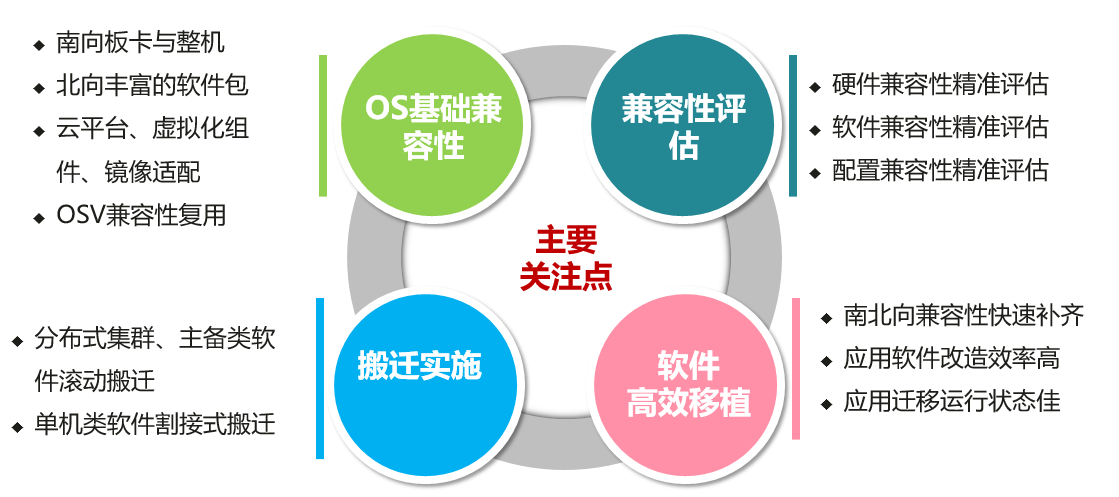 南向板卡与整机
北向丰富的软件包
云平台、虚拟化组
件、镜像适配
OSV兼容性复用
OS基础兼
容性
兼容性评
估
硬件兼容性精准评估
软件兼容性精准评估
配置兼容性精准评估
主要
关注点
分布式集群、主备类软
件滚动搬迁
单机类软件割接式搬迁
搬迁实施
软件
高效移植
南北向兼容性快速补齐
应用软件改造效率高
应用迁移运行状态佳